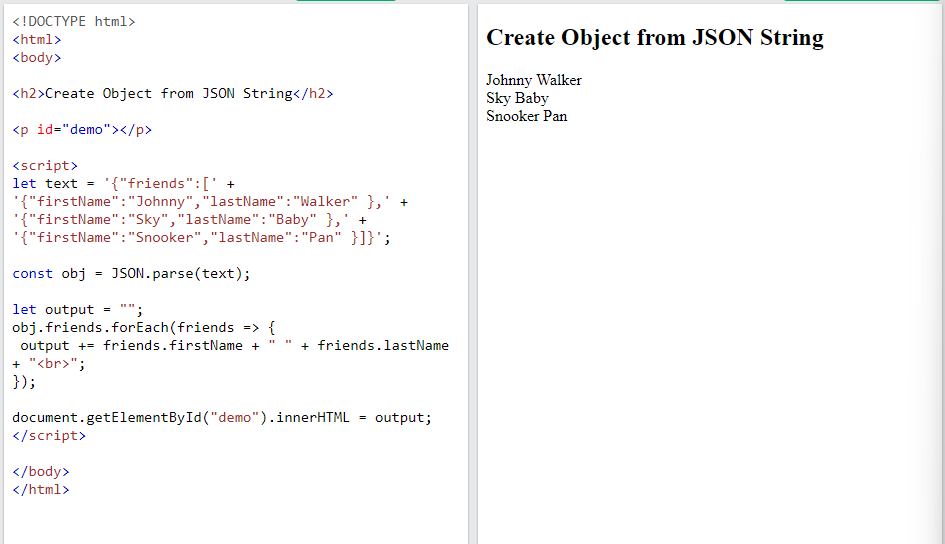 <!DOCTYPE html>
<html>
<body>
<h2>Create Object from JSON String</h2>
<p id="demo"></p>
<script>
let text = '{"friends":[' +
'{"firstName":"Johnny","lastName":"Walker" },' +
'{"firstName":"Sky","lastName":"Baby" },' +
'{"firstName":"Snooker","lastName":"Pan" }]}';
const obj = JSON.parse(text);
let output = "";
obj.friends.forEach(friends => {
 output += friends.firstName + " " + friends.lastName
+ "<br>";
});
document.getElementById("demo").innerHTML = output;
</script>
</body>
</html>
Create Object from JSON String
Johnny Walker
Sky Baby
Snooker Pan